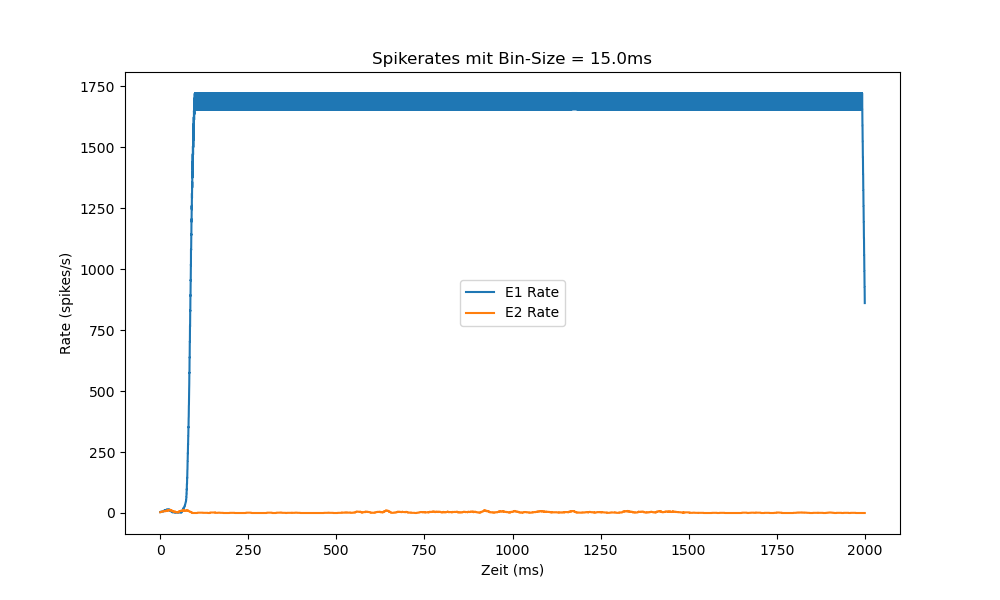 Spikerates mit Bin-Size = 15.0ms
Rate (spikes/s)
1750
1500
1250
1000
750
500
250
0
E1 Rate
E2 Rate
0 250 500 750 1000 1250 1500 1750 2000
Zeit (ms)